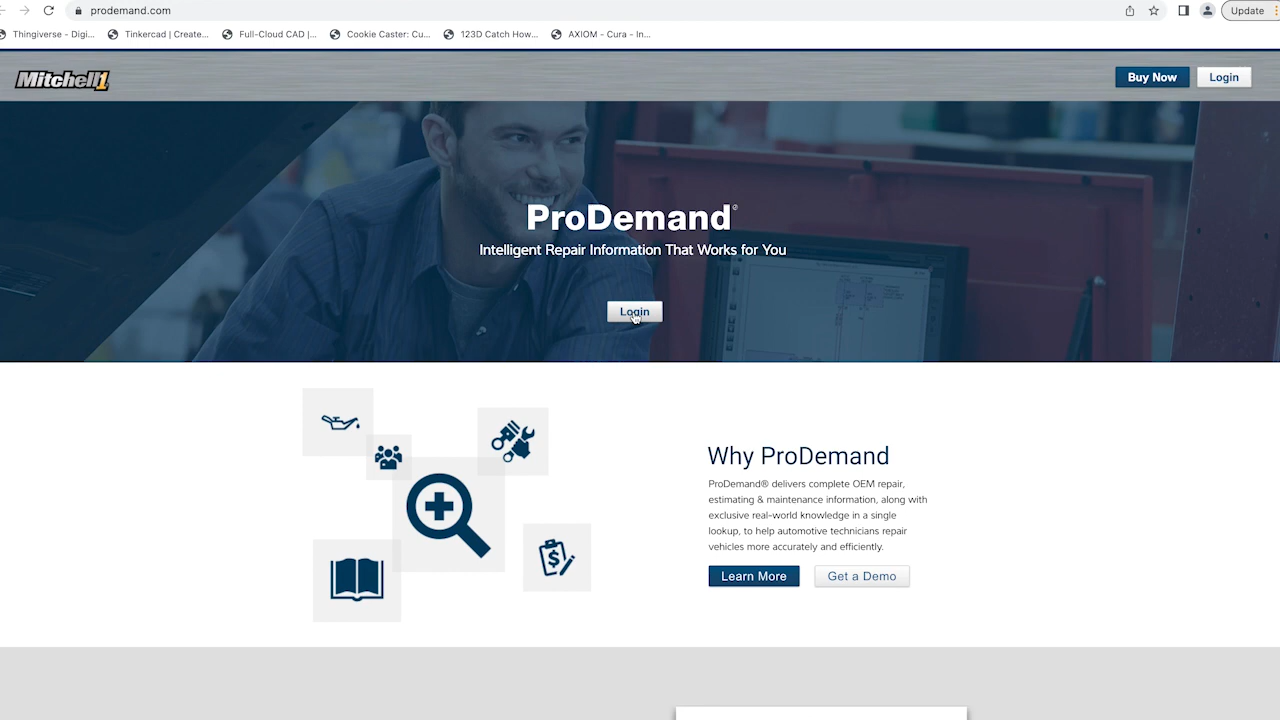 prodemand.com
Update
Thingiverse - Digi... Tinkercad | Create... Full-Cloud CAD |... Cookie Caster: Cu... 123D Catch How... AXIOM - Cura - In...
Mitchell1
Buy Now Login
ProDemand
Intelligent Repair Information That Works for You
Login
Why ProDemand
ProDemand® delivers complete OEM repair,
estimating & maintenance information, along with
exclusive real-world knowledge in a single
lookup, to help automotive technicians repair
vehicles more accurately and efficiently.
Learn More Get a Demo